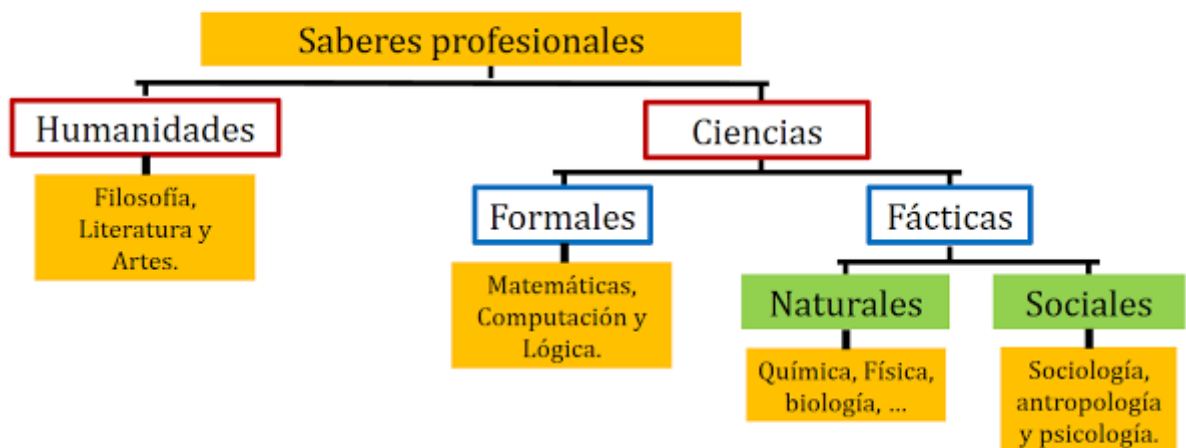 Saberes profesionales
Humanidades
Ciencias
Filosofía,
Literatura y
Artes.
Formales
Fácticas
Matemáticas,
Computación y
Lógica.
Naturales
Sociales
Química, Física,
biología, ...
Sociología,
antropología
y psicología.